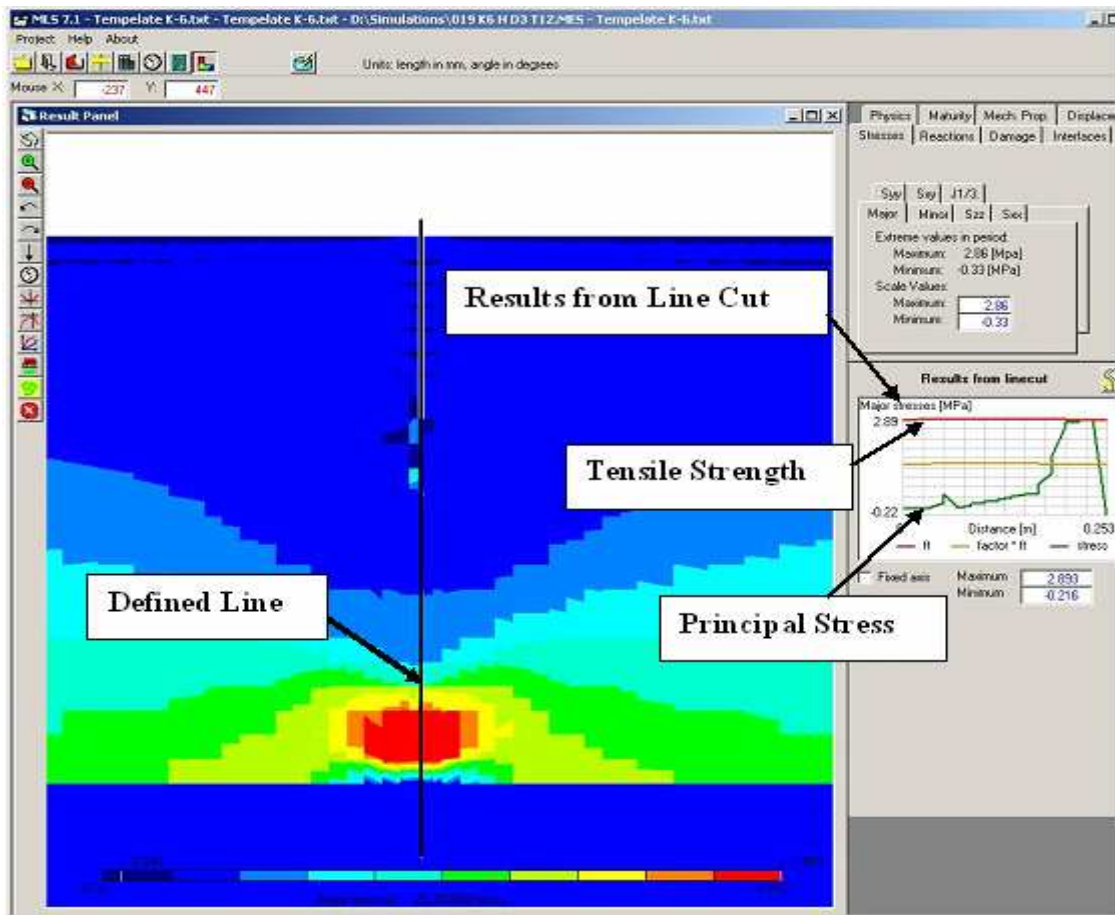 MLS 7.1 - Tempelate K-6.txt - Tempelate K-6.txt - D:\Simulations\019 K6 H D3 T12.MES - Tempelate K-6.txt
Project Help About
Units: length in mm, angle in degrees
Mouse X: -237 Y: 447
Result Panel
Physics Maturity Mech. Prop. Displace
Stresses Reactions Damage Interfaces
Syy Sxy J1/3
Major Minor Szz Sxx
Extreme values in period:
Maximum: 2.86 [Mpa]
Minimum: -0.33 [MPa]
Scale Values:
Maximum: 2.86
Minimum: -0.33
Results from Line Cut
Results from linecut
Major stresses [MPa]
2.89
Tensile Strength
-0.22
Distance [m] 0.253
ft factor * ft stress
Fixed axis Maximum 2.893
Minimum -0.216
Defined Line
Principal Stress